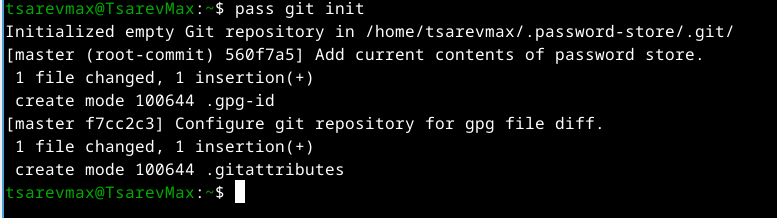 tsarevmax@TsarevMax:~$ pass git init
Initialized empty Git repository in /home/tsarevmax/.password-store/.git/
[master (root-commit) 560f7a5] Add current contents of password store.
 1 file changed, 1 insertion(+)
 create mode 100644 .gpg-id
[master f7cc2c3] Configure git repository for gpg file diff.
 1 file changed, 1 insertion(+)
 create mode 100644 .gitattributes
tsarevmax@TsarevMax:~$